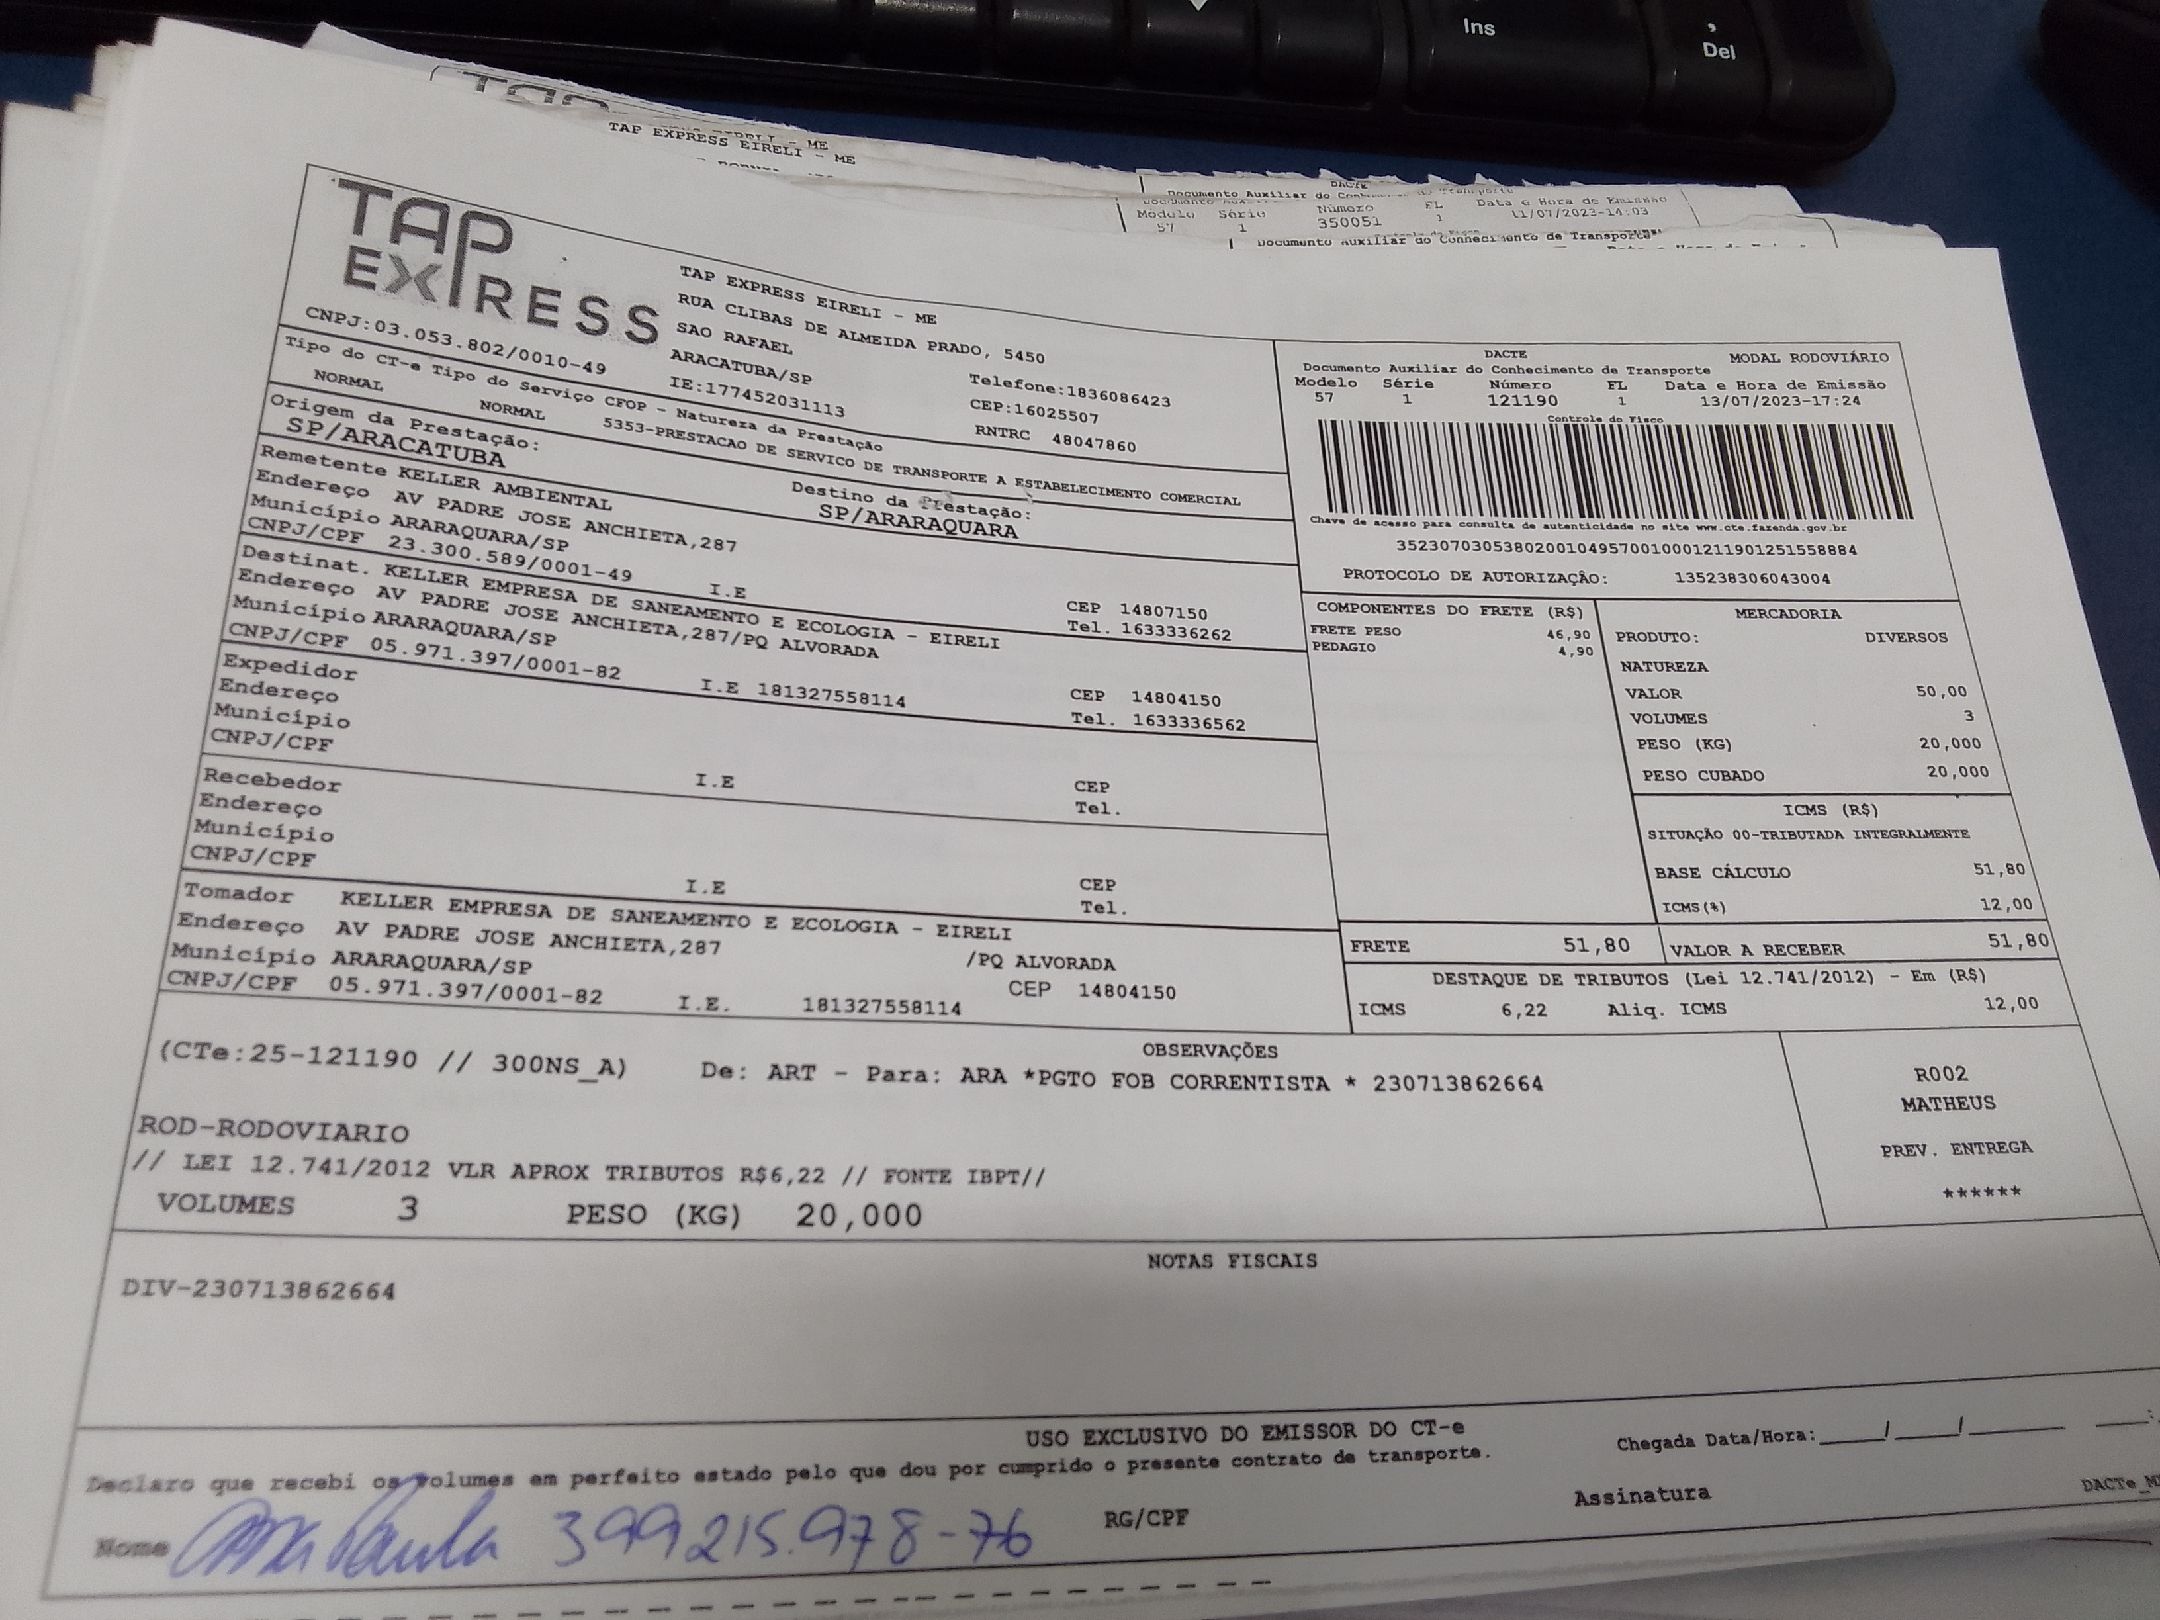 Ins
,
Del
TAP
TAP EXPRESS EIRELI - ME
DACTE
Documento Auxiliar do Conhecimento de Transporte
Modelo Série Número FL Data e Hora de Emissão
57 1 350051 1 11/07/2023-14:03
Documento Auxiliar do Conhecimento de Transporte
TAP
EXPRESS
CNPJ:03.053.802/0010-49
TAP EXPRESS EIRELI - ME
RUA CLIBAS DE ALMEIDA PRADO, 5450
SAO RAFAEL
ARACATUBA/SP
IE:177452031113
Telefone:1836086423
CEP:16025507
RNTRC 48047860
DACTE MODAL RODOVIÁRIO
Documento Auxiliar do Conhecimento de Transporte
Modelo Série Número FL Data e Hora de Emissão
57 1 121190 1 13/07/2023-17:24
Controle do Fisco
Chave de acesso para consulta de autenticidade no site www.cte.fazenda.gov.br
35230703053802001049570010001211901251558884
PROTOCOLO DE AUTORIZAÇÃO: 135238306043004
Tipo do CT-e Tipo do Serviço CFOP - Natureza da Prestação
NORMAL NORMAL 5353-PRESTACAO DE SERVICO DE TRANSPORTE A ESTABELECIMENTO COMERCIAL
Origem da Prestação: Destino da Prestação:
SP/ARACATUBA SP/ARARAQUARA
Remetente KELLER AMBIENTAL
Endereço AV PADRE JOSE ANCHIETA,287
Município ARARAQUARA/SP CEP 14807150
CNPJ/CPF 23.300.589/0001-49 I.E Tel. 1633336262
Destinat. KELLER EMPRESA DE SANEAMENTO E ECOLOGIA - EIRELI
Endereço AV PADRE JOSE ANCHIETA,287/PQ ALVORADA
Município ARARAQUARA/SP CEP 14804150
CNPJ/CPF 05.971.397/0001-82 I.E 181327558114 Tel. 1633336562
Expedidor
Endereço
Município CEP
CNPJ/CPF I.E Tel.
Recebedor
Endereço
Município CEP
CNPJ/CPF I.E Tel.
Tomador KELLER EMPRESA DE SANEAMENTO E ECOLOGIA - EIRELI
Endereço AV PADRE JOSE ANCHIETA,287 /PQ ALVORADA
Município ARARAQUARA/SP CEP 14804150
CNPJ/CPF 05.971.397/0001-82 I.E. 181327558114
COMPONENTES DO FRETE (R$)
FRETE PESO 46,90
PEDAGIO 4,90
MERCADORIA
PRODUTO: DIVERSOS
NATUREZA
VALOR 50,00
VOLUMES 3
PESO (KG) 20,000
PESO CUBADO 20,000
ICMS (R$)
SITUAÇÃO 00-TRIBUTADA INTEGRALMENTE
BASE CÁLCULO 51,80
ICMS(%) 12,00
FRETE 51,80 VALOR A RECEBER 51,80
DESTAQUE DE TRIBUTOS (Lei 12.741/2012) - Em (R$)
ICMS 6,22 Aliq. ICMS 12,00
OBSERVAÇÕES
(CTe:25-121190 // 300NS_A) De: ART - Para: ARA *PGTO FOB CORRENTISTA * 230713862664
ROD-RODOVIARIO
// LEI 12.741/2012 VLR APROX TRIBUTOS R$6,22 // FONTE IBPT//
VOLUMES 3 PESO (KG) 20,000
R002
MATHEUS
PREV. ENTREGA
******
NOTAS FISCAIS
DIV-230713862664
USO EXCLUSIVO DO EMISSOR DO CT-e
Declaro que recebi os volumes em perfeito estado pelo que dou por cumprido o presente contrato de transporte.
Chegada Data/Hora:____/____/______ ___:
Nome Ana Paula 399215.978-76 RG/CPF Assinatura